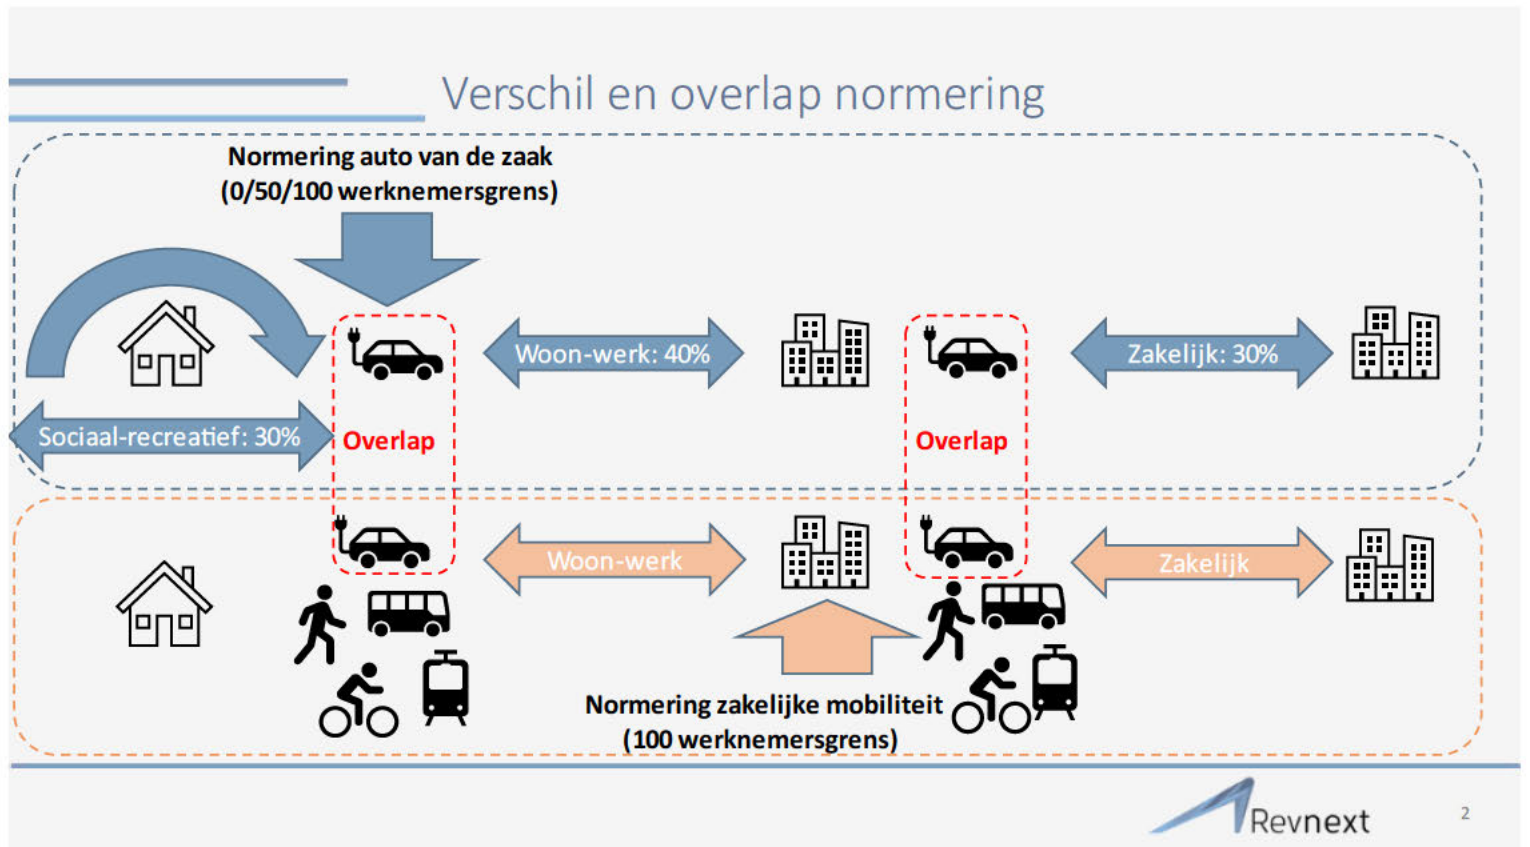 Verschil en overlap normering
Normering auto van de zaak
(0/50/100 werknemersgrens)
Woon-werk: 40%
Zakelijk: 30%
Sociaal-recreatief: 30%
Overlap
Overlap
Woon-werk
Zakelijk
Normering zakelijke mobiliteit
(100 werknemersgrens)
Revnext
2